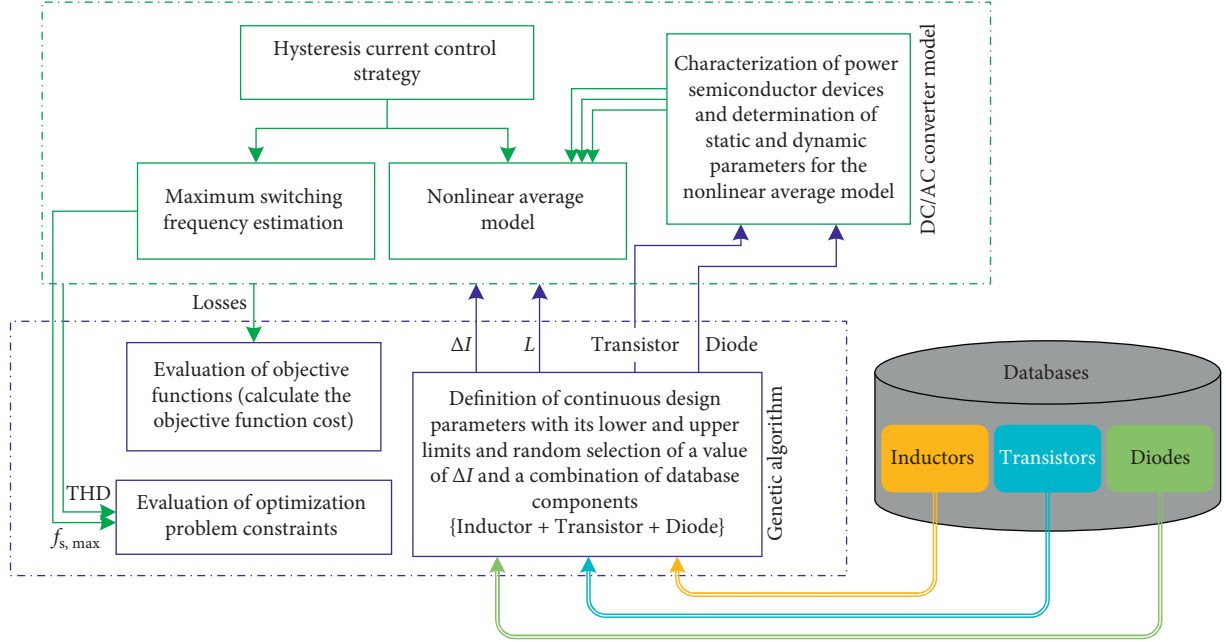 Hysteresis current control
strategy
Characterization of power
semiconductor devices
and determination of
static and dynamic
parameters for the
nonlinear average model
DC/AC converter model
Maximum switching
frequency estimation
Nonlinear average
model
Losses
ΔI
L
Transistor
Diode
Evaluation of objective
functions (calculate the
objective function cost)
Definition of continuous design
parameters with its lower and upper
limits and random selection of a value
of ΔI and a combination of database
components
{Inductor + Transistor + Diode}
Genetic algorithm
Databases
Inductors
Transistors
Diodes
THD
f s, max
Evaluation of optimization
problem constraints